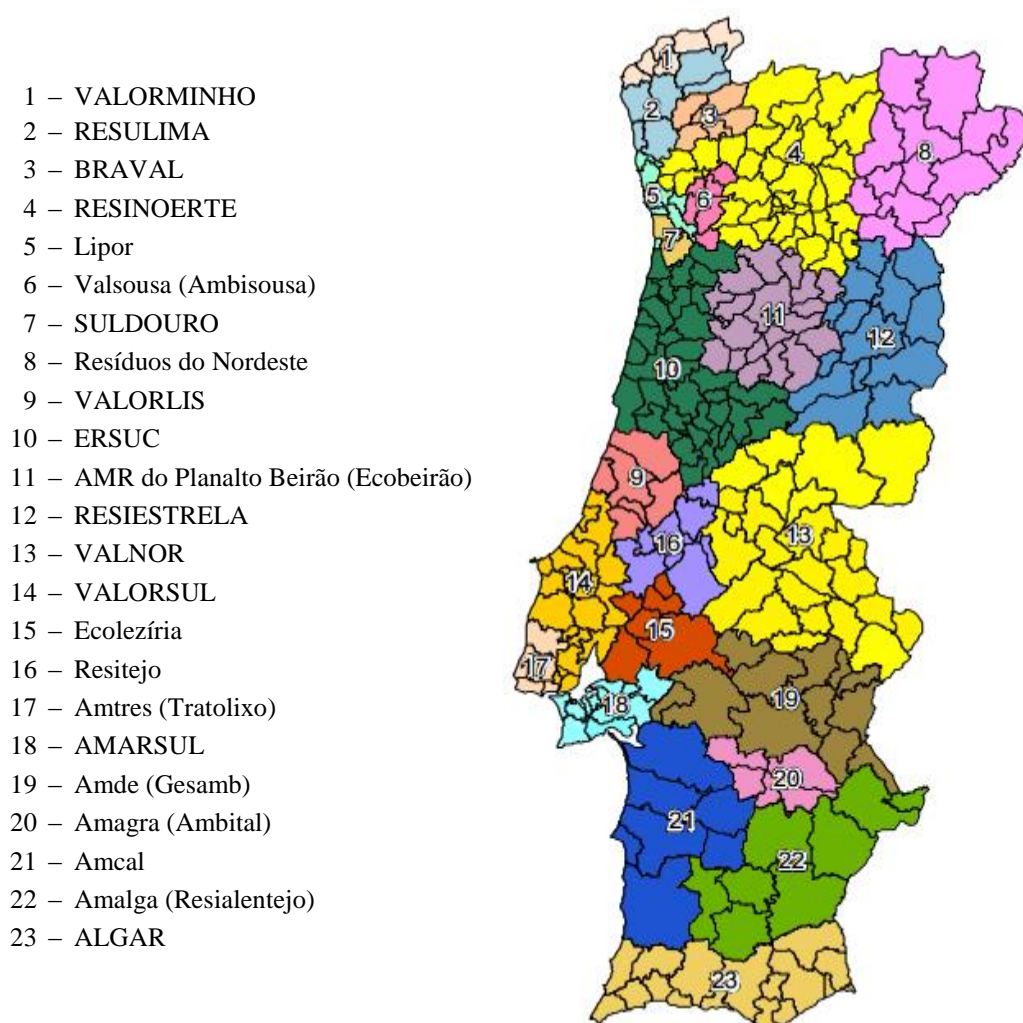 1 – VALORMINHO
2 – RESULIMA
3 – BRAVAL
4 – RESINOERTE
5 – Lipor
6 – Valsousa (Ambisousa)
7 – SULDOURO
8 – Resíduos do Nordeste
9 – VALORLIS
10 – ERSUC
11 – AMR do Planalto Beirão (Ecobeirão)
12 – RESIESTRELA
13 – VALNOR
14 – VALORSUL
15 – Ecolezíria
16 – Resitejo
17 – Amtres (Tratolixo)
18 – AMARSUL
19 – Amde (Gesamb)
20 – Amagra (Ambital)
21 – Amcal
22 – Amalga (Resialentejo)
23 – ALGAR
1
2
3
4
8
5
6
7
11
12
10
9
16
13
14
15
17
18
19
20
21
22
23